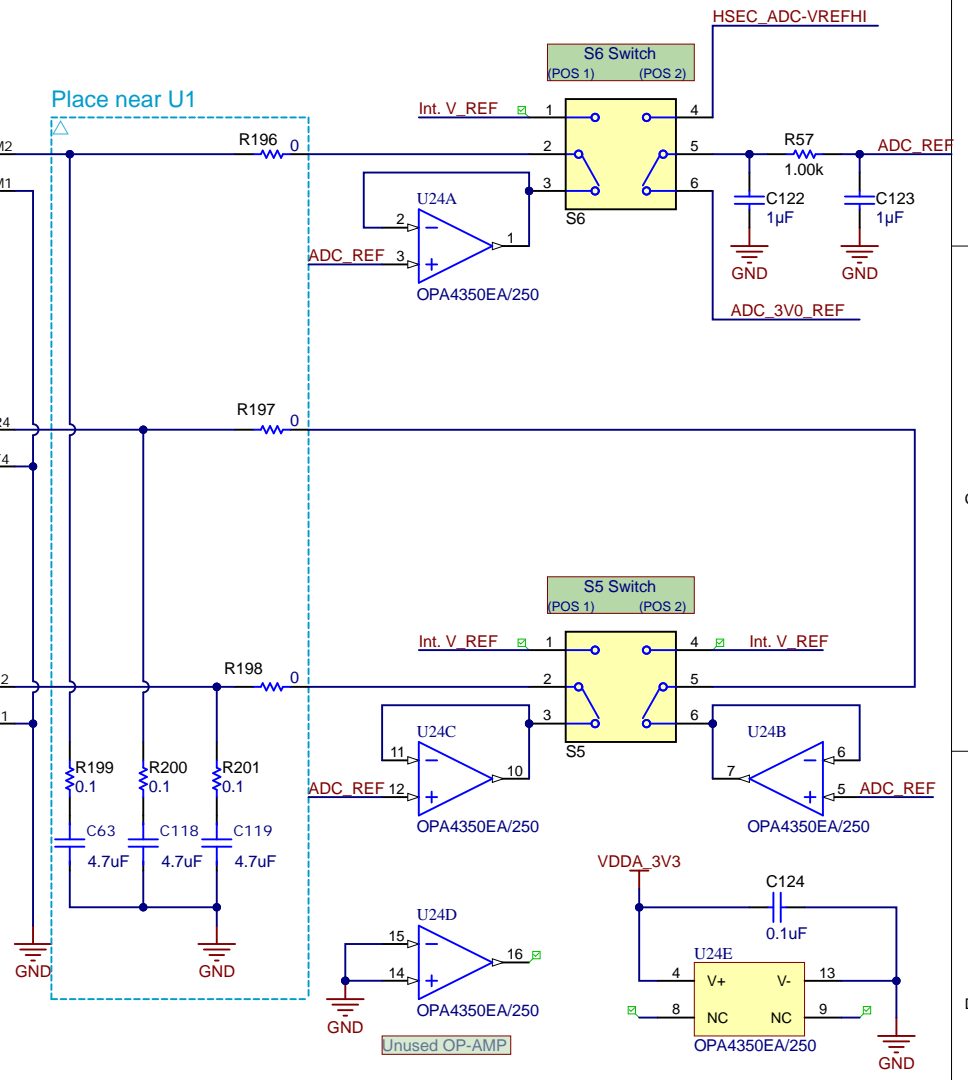 HSEC_ADC-VREFHI
S6 Switch
(POS 1) (POS 2)
Place near U1
Int. V_REF 1 4
M2 R196 0 2 5 R57 ADC_REF
1.00k
M1 3 6
U24A S6 C122 C123
1µF 1µF
2
1
ADC_REF 3
GND GND
OPA4350EA/250
ADC_3V0_REF
R197 0
S5 Switch
(POS 1) (POS 2)
Int. V_REF 1 4 Int. V_REF
R198 0 2 5
3 6
U24C S5 U24B
11 6
R199 R200 R201 10 7
0.1 0.1 0.1
ADC_REF 12 5 ADC_REF
OPA4350EA/250 OPA4350EA/250
C63 C118 C119
4.7uF 4.7uF 4.7uF
VDDA_3V3
C124
0.1uF
U24D
15 16
14
U24E
4 V+ V- 13
8 NC NC 9
GND GND
OPA4350EA/250
GND
Unused OP-AMP
OPA4350EA/250
GND